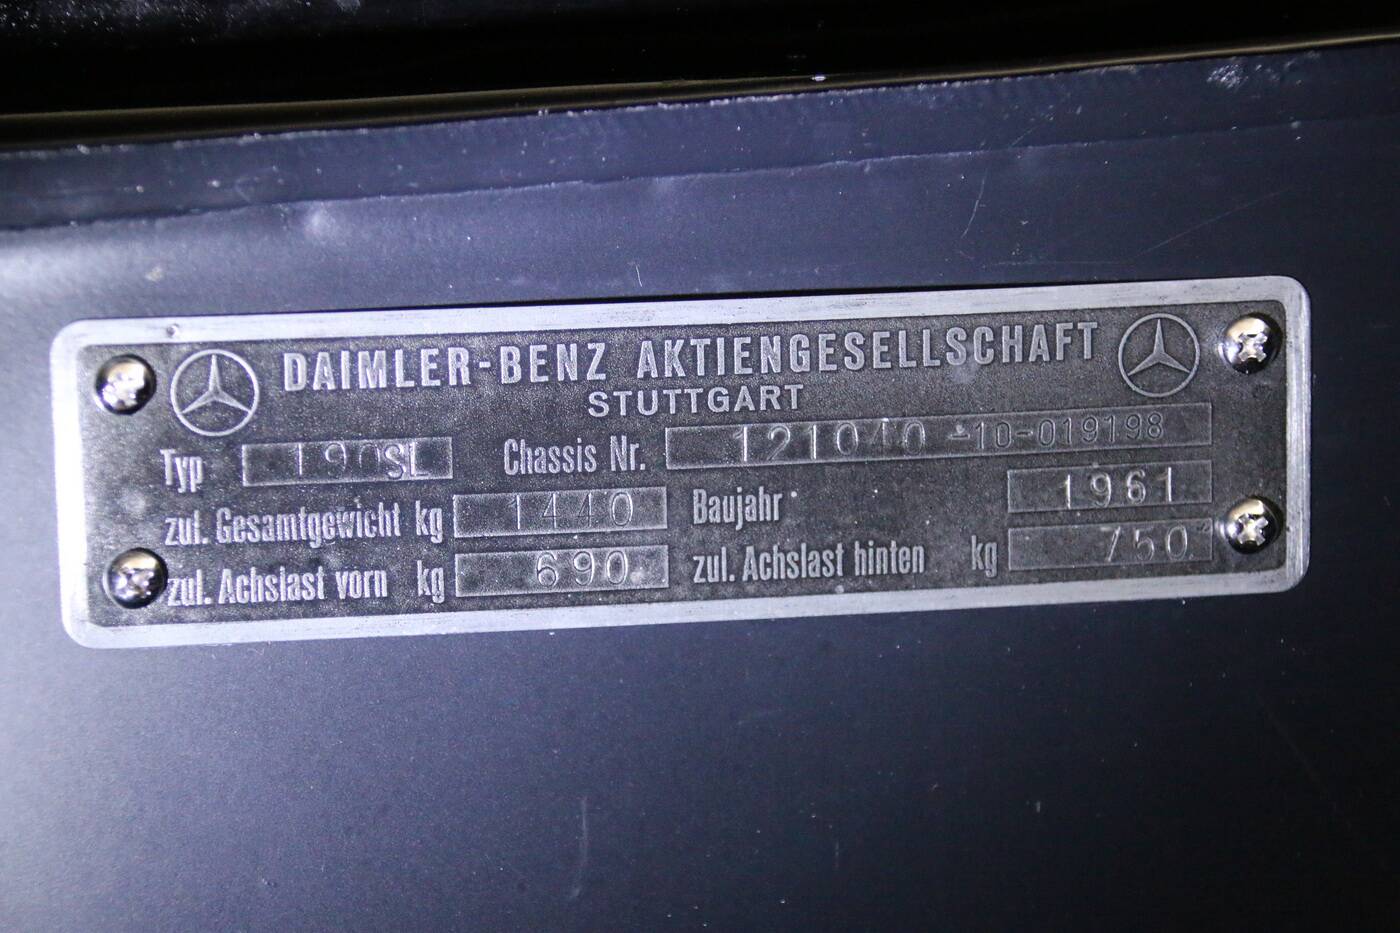 DAIMLER-BENZ AKTIENGESELLSCHAFT
STUTTGART
Typ 190SL Chassis Nr. 121040-10-019198
zul. Gesamtgewicht kg 1440 Baujahr 1961
zul. Achslast vorn kg 690 zul. Achslast hinten kg 750